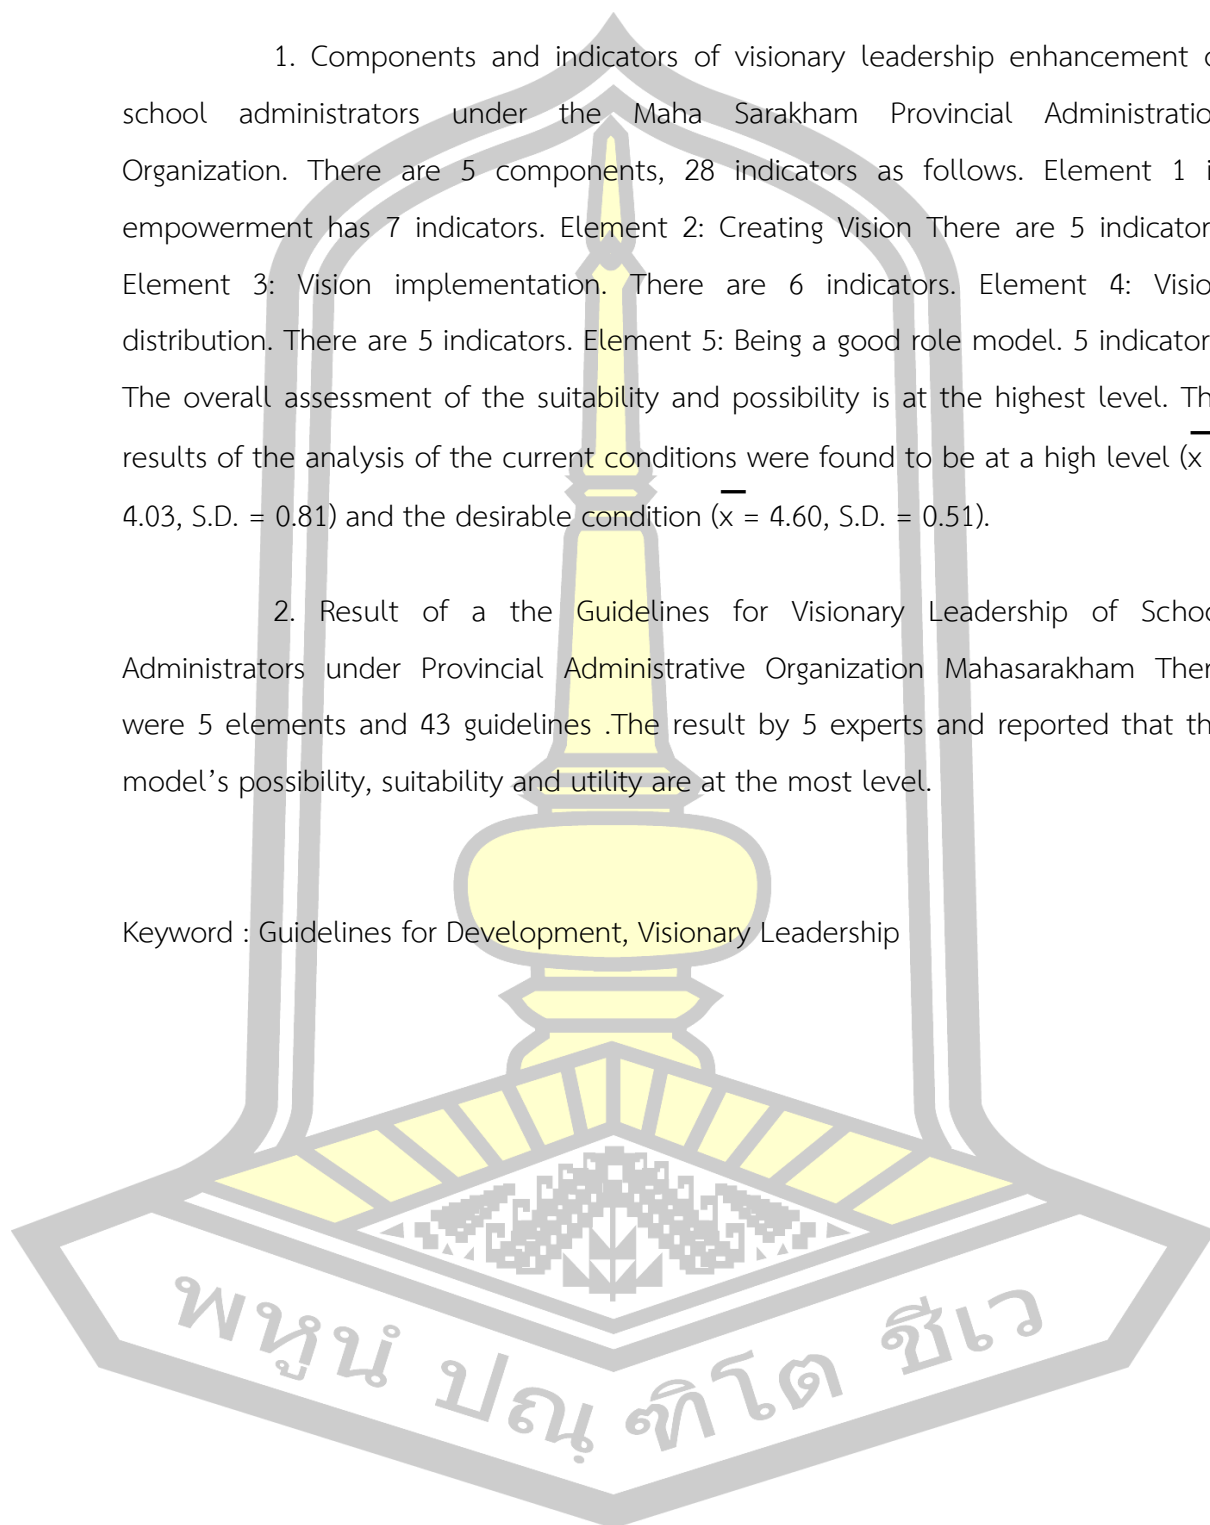 1. Components and indicators of visionary leadership enhancement
school administrators under the Maha Sarakham Provincial
Organization. There are 5 components, 28 indicators as follows. Element 1
empowerment has 7 indicators. Element 2: Creating Vision There are 5
Element 3: Vision implementation. There are 6 indicators. Element 4:
distribution. There are 5 indicators. Element 5: Being a good role model. 5
The overall assessment of the suitability and possibility is at the highest level.
results of the analysis of the current conditions were found to be at a high level (x̅
4.03, S.D. = 0.81) and the desirable condition (x̅ = 4.60, S.D. = 0.51).
2. Result of a the Guidelines for Visionary Leadership of
Administrators under Provincial Administrative Organization Mahasarakham
were 5 elements and 43 guidelines .The result by 5 experts and reported that
model’s possibility, suitability and utility are at the most level.
Keyword : Guidelines for Development, Visionary Leadership
พหูนํ ปณฺฑิโต ชีเว